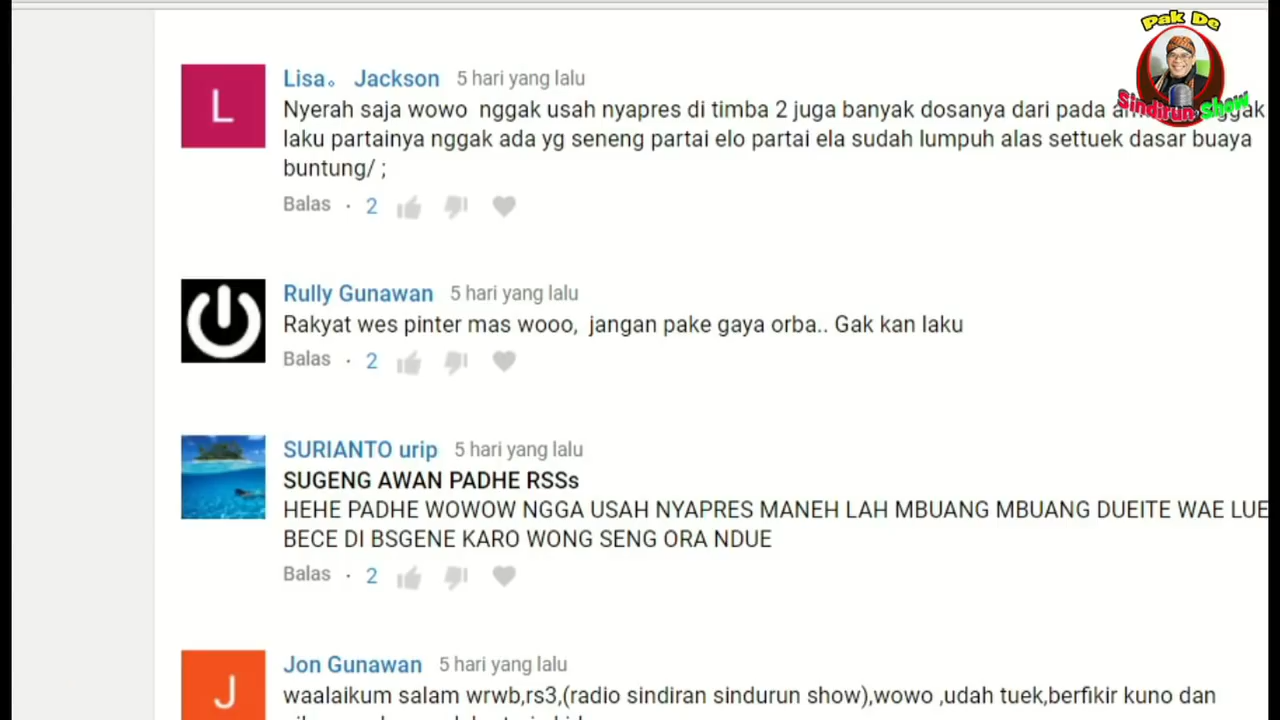 Pak De
Sindirun Show
L
Lisa。 Jackson 5 hari yang lalu
Nyerah saja wowo nggak usah nyapres di timba 2 juga banyak dosanya dari pada
laku partainya nggak ada yg seneng partai elo partai ela sudah lumpuh alas settuek dasar buaya
buntung/ ;
Balas · 2
Rully Gunawan 5 hari yang lalu
Rakyat wes pinter mas wooo, jangan pake gaya orba.. Gak kan laku
Balas · 2
SURIANTO urip 5 hari yang lalu
SUGENG AWAN PADHE RSSs
HEHE PADHE WOWOW NGGA USAH NYAPRES MANEH LAH MBUANG MBUANG DUEITE WAE LUE
BECE DI BSGENE KARO WONG SENG ORA NDUE
Balas · 2
J
Jon Gunawan 5 hari yang lalu
waalaikum salam wrwb,rs3,(radio sindiran sindurun show),wowo ,udah tuek,berfikir kuno dan